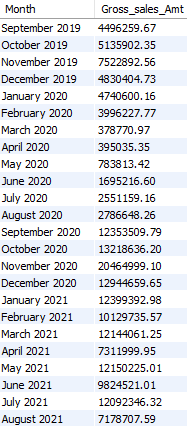 Month Gross_sales_Amt
September 2019 4496259.67
October 2019 5135902.35
November 2019 7522892.56
December 2019 4830404.73
January 2020 4740600.16
February 2020 3996227.77
March 2020 378770.97
April 2020 395035.35
May 2020 783813.42
June 2020 1695216.60
July 2020 2551159.16
August 2020 2786648.26
September 2020 12353509.79
October 2020 13218636.20
November 2020 20464999.10
December 2020 12944659.65
January 2021 12399392.98
February 2021 10129735.57
March 2021 12144061.25
April 2021 7311999.95
May 2021 12150225.01
June 2021 9824521.01
July 2021 12092346.32
August 2021 7178707.59